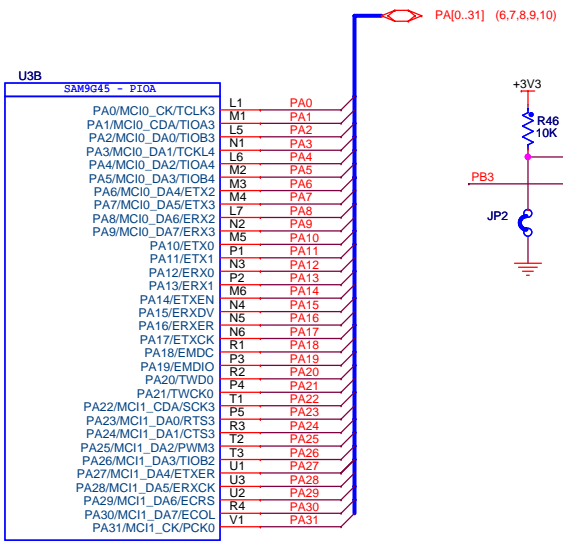 PA[0..31] (6,7,8,9,10)
U3B
SAM9G45 - PIOA
PA0/MCI0_CK/TCLK3 L1 PA0
PA1/MCI0_CDA/TIOA3 M1 PA1
PA2/MCI0_DA0/TIOB3 L5 PA2
PA3/MCI0_DA1/TCKL4 N1 PA3
PA4/MCI0_DA2/TIOA4 L6 PA4
PA5/MCI0_DA3/TIOB4 M2 PA5
PA6/MCI0_DA4/ETX2 M3 PA6
PA7/MCI0_DA5/ETX3 M4 PA7
PA8/MCI0_DA6/ERX2 L7 PA8
PA9/MCI0_DA7/ERX3 N2 PA9
PA10/ETX0 M5 PA10
PA11/ETX1 P1 PA11
PA12/ERX0 N3 PA12
PA13/ERX1 P2 PA13
PA14/ETXEN M6 PA14
PA15/ERXDV N4 PA15
PA16/ERXER N5 PA16
PA17/ETXCK N6 PA17
PA18/EMDC R1 PA18
PA19/EMDIO P3 PA19
PA20/TWD0 R2 PA20
PA21/TWCK0 P4 PA21
PA22/MCI1_CDA/SCK3 T1 PA22
PA23/MCI1_DA0/RTS3 P5 PA23
PA24/MCI1_DA1/CTS3 R3 PA24
PA25/MCI1_DA2/PWM3 T2 PA25
PA26/MCI1_DA3/TIOB2 T3 PA26
PA27/MCI1_DA4/ETXER U1 PA27
PA28/MCI1_DA5/ERXCK U3 PA28
PA29/MCI1_DA6/ECRS U2 PA29
PA30/MCI1_DA7/ECOL R4 PA30
PA31/MCI1_CK/PCK0 V1 PA31
+3V3
R46
10K
PB3
JP2